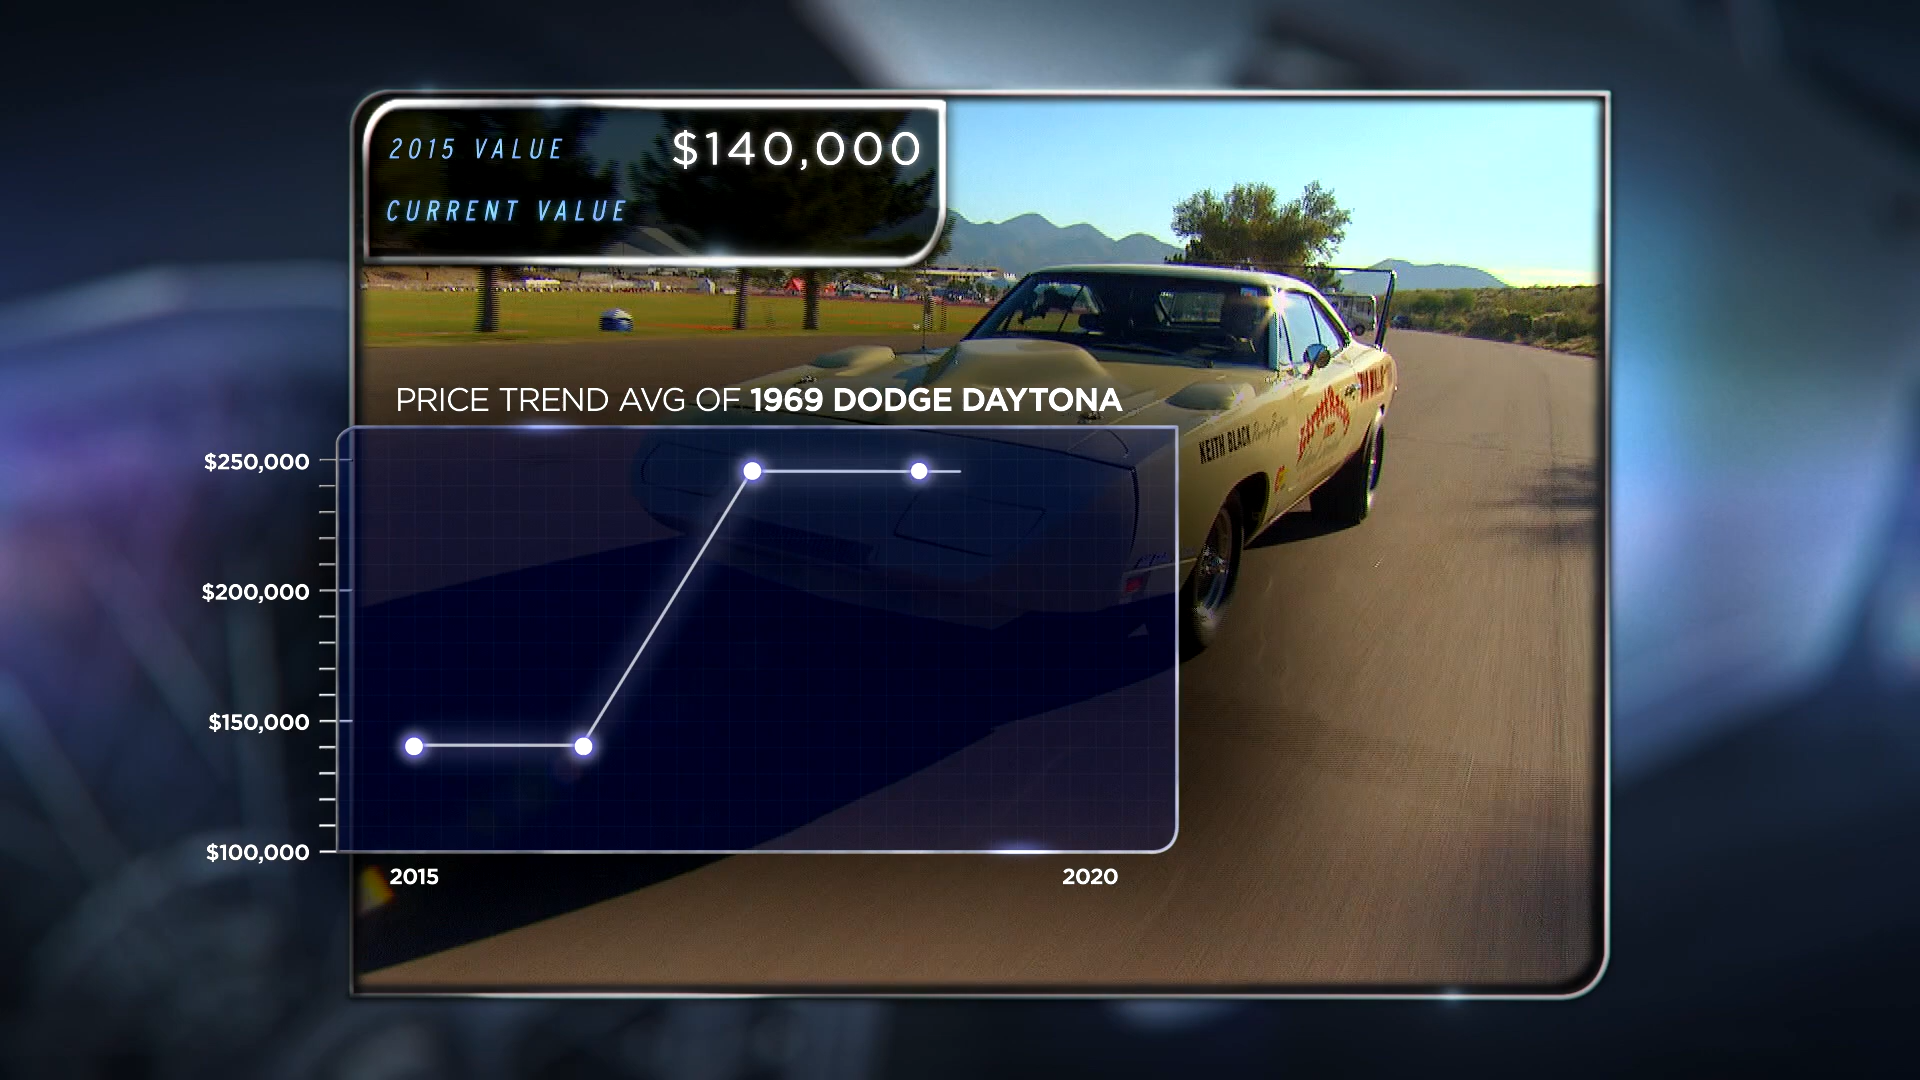 2015 VALUE $140,000
CURRENT VALUE
PRICE TREND AVG OF 1969 DODGE DAYTONA
$250,000
$200,000
$150,000
$100,000
2015 2020
KEITH BLACK